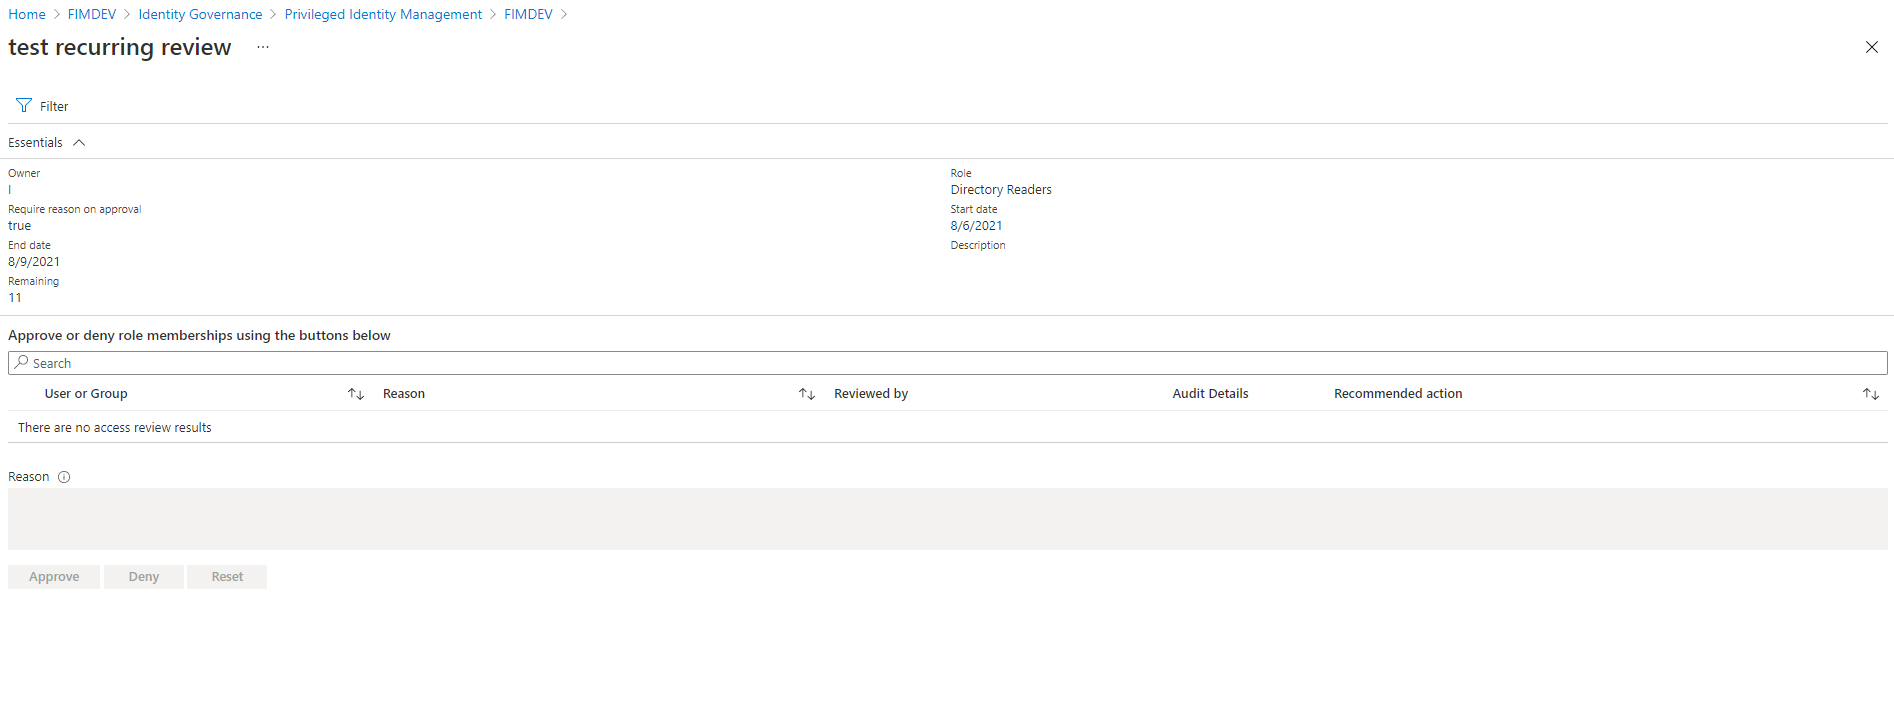 Home > FIMDEV > Identity Governance > Privileged Identity Management > FIMDEV >
test recurring review ...
Filter
Essentials
Owner
Role
Directory Readers
Require reason on approval
true
Start date
8/6/2021
End date
8/9/2021
Description
Remaining
11
Approve or deny role memberships using the buttons below
Search
User or Group Reason Reviewed by Audit Details Recommended action
There are no access review results
Reason
Approve Deny Reset